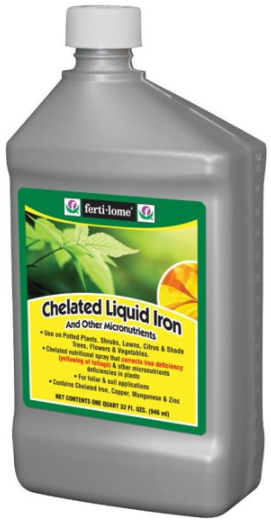 ferti·lome®
Chelated Liquid Iron
And Other Micronutrients
• Use on Potted Plants, Shrubs, Lawns, Citrus & Shade
Trees, Flowers & Vegetables.
• Chelated nutritional spray that corrects iron deficiency
(yellowing of foliage) & other micronutrients
deficiencies in plants
• For foliar & soil applications
• Contains Chelated Iron, Copper, Manganese & Zinc
NET CONTENTS ONE QUART 32 FL. OZS. (946 ml)